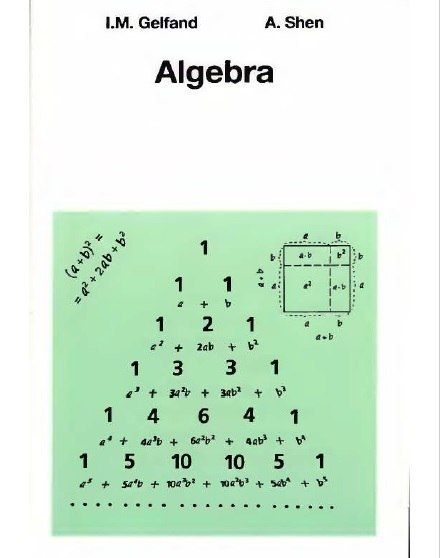 I.M. Gelfand A. Shen
Algebra
(a+b)² =
= a² + 2ab + b²
1
1 1
a + b
1 2 1
a² + 2ab + b²
1 3 3 1
a³ + 3a²b + 3ab² + b³
1 4 6 4 1
a⁴ + 4a³b + 6a²b² + 4ab³ + b⁴
1 5 10 10 5 1
a⁵ + 5a⁴b + 10a³b² + 10a²b³ + 5ab⁴ + b⁵
. . . . . . . . . . . . . . . . . . . . . .
a b
b a·b b² b
a+b
a a² a·b a
a b
a+b